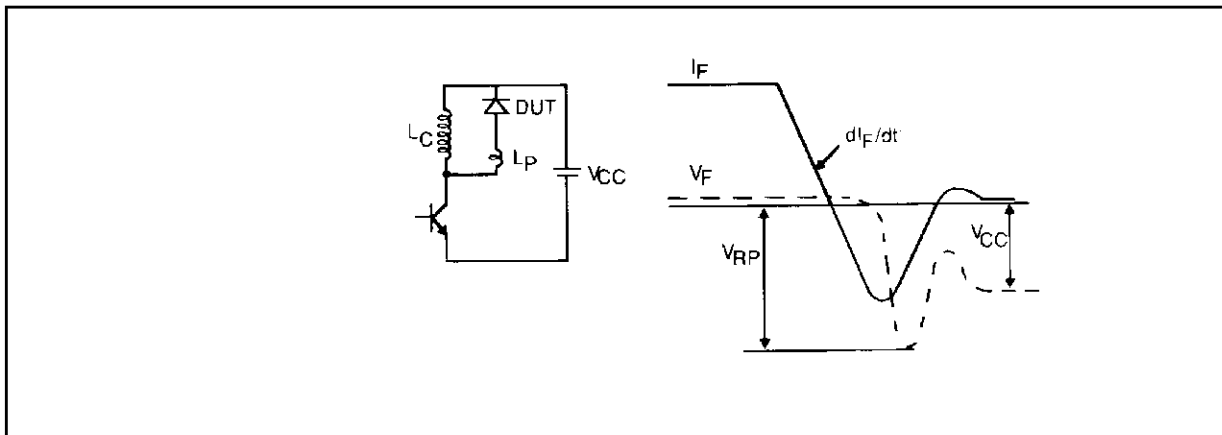 DUT
LC
LP
VCC
IF
dIF/dt
VF
VRP
VCC